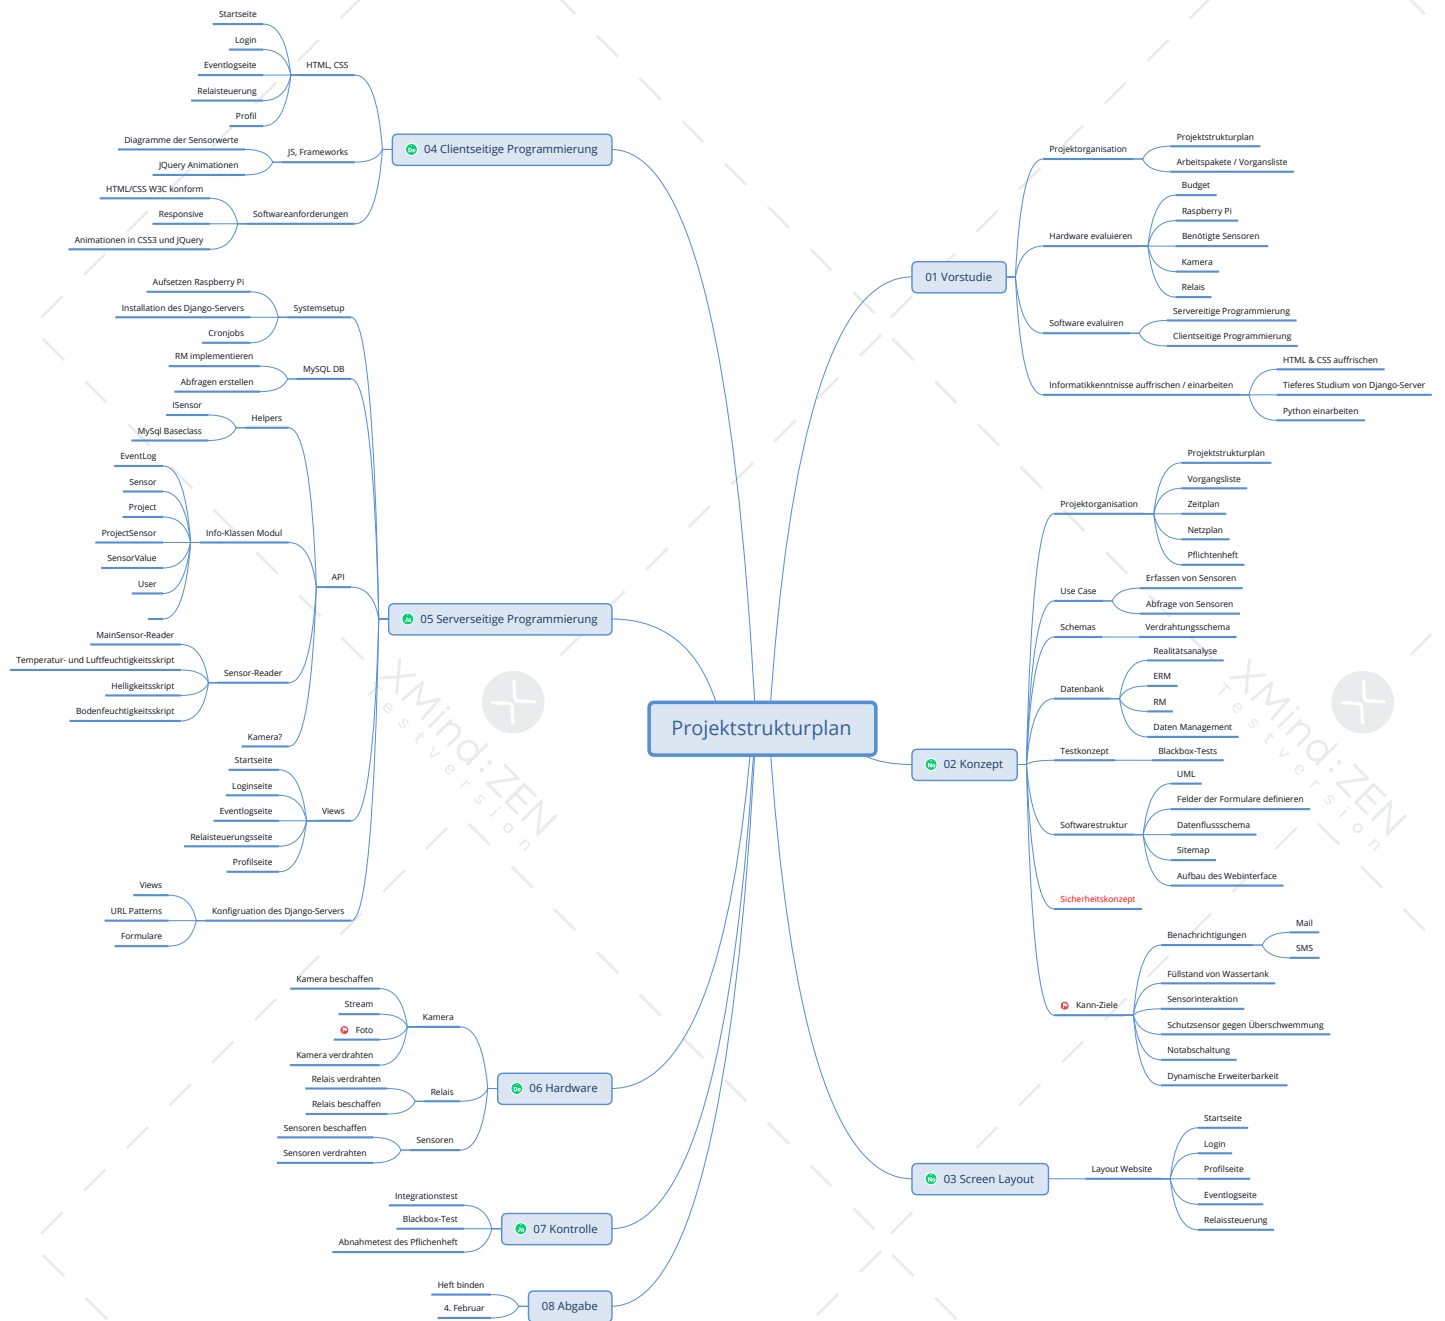 Projektstrukturplan
01 Vorstudie
Projektorganisation
Projektstrukturplan
Arbeitspakete / Vorgansliste
Hardware evaluieren
Budget
Raspberry Pi
Benötigte Sensoren
Kamera
Relais
Software evaluiren
Servereitige Programmierung
Clientseitige Programmierung
Informatikkenntnisse auffrischen / einarbeiten
HTML & CSS auffrischen
Tieferes Studium von Django-Server
Python einarbeiten
No 02 Konzept
Projektorganisation
Projektstrukturplan
Vorgangsliste
Zeitplan
Netzplan
Pflichtenheft
Use Case
Erfassen von Sensoren
Abfrage von Sensoren
Schemas
Verdrahtungsschema
Datenbank
Realitätsanalyse
ERM
RM
Daten Management
Testkonzept
Blackbox-Tests
Softwarestruktur
UML
Felder der Formulare definieren
Datenflussschema
Sitemap
Aufbau des Webinterface
Sicherheitskonzept
Kann-Ziele
Benachrichtigungen
Mail
SMS
Füllstand von Wassertank
Sensorinteraktion
Schutzsensor gegen Überschwemmung
Notabschaltung
Dynamische Erweiterbarkeit
No 03 Screen Layout
Layout Website
Startseite
Login
Profilseite
Eventlogseite
Relaissteuerung
De 04 Clientseitige Programmierung
HTML, CSS
Startseite
Login
Eventlogseite
Relaisteuerung
Profil
JS, Frameworks
Diagramme der Sensorwerte
JQuery Animationen
Softwareanforderungen
HTML/CSS W3C konform
Responsive
Animationen in CSS3 und JQuery
Ja 05 Serverseitige Programmierung
Systemsetup
Aufsetzen Raspberry Pi
Installation des Django-Servers
Cronjobs
MySQL DB
RM implementieren
Abfragen erstellen
API
Helpers
ISensor
MySql Baseclass
Info-Klassen Modul
EventLog
Sensor
Project
ProjectSensor
SensorValue
User
Sensor-Reader
MainSensor-Reader
Temperatur- und Luftfeuchtigkeitsskript
Helligkeitsskript
Bodenfeuchtigkeitsskript
Kamera?
Views
Startseite
Loginseite
Eventlogseite
Relaisteuerungsseite
Profilseite
Konfigruation des Django-Servers
Views
URL Patterns
Formulare
De 06 Hardware
Kamera
Kamera beschaffen
Stream
Foto
Kamera verdrahten
Relais
Relais verdrahten
Relais beschaffen
Sensoren
Sensoren beschaffen
Sensoren verdrahten
Ja 07 Kontrolle
Integrationstest
Blackbox-Test
Abnahmetest des Pflichenheft
08 Abgabe
Heft binden
4. Februar
XMind:ZEN
Testversion
XMind:ZEN
Testversion